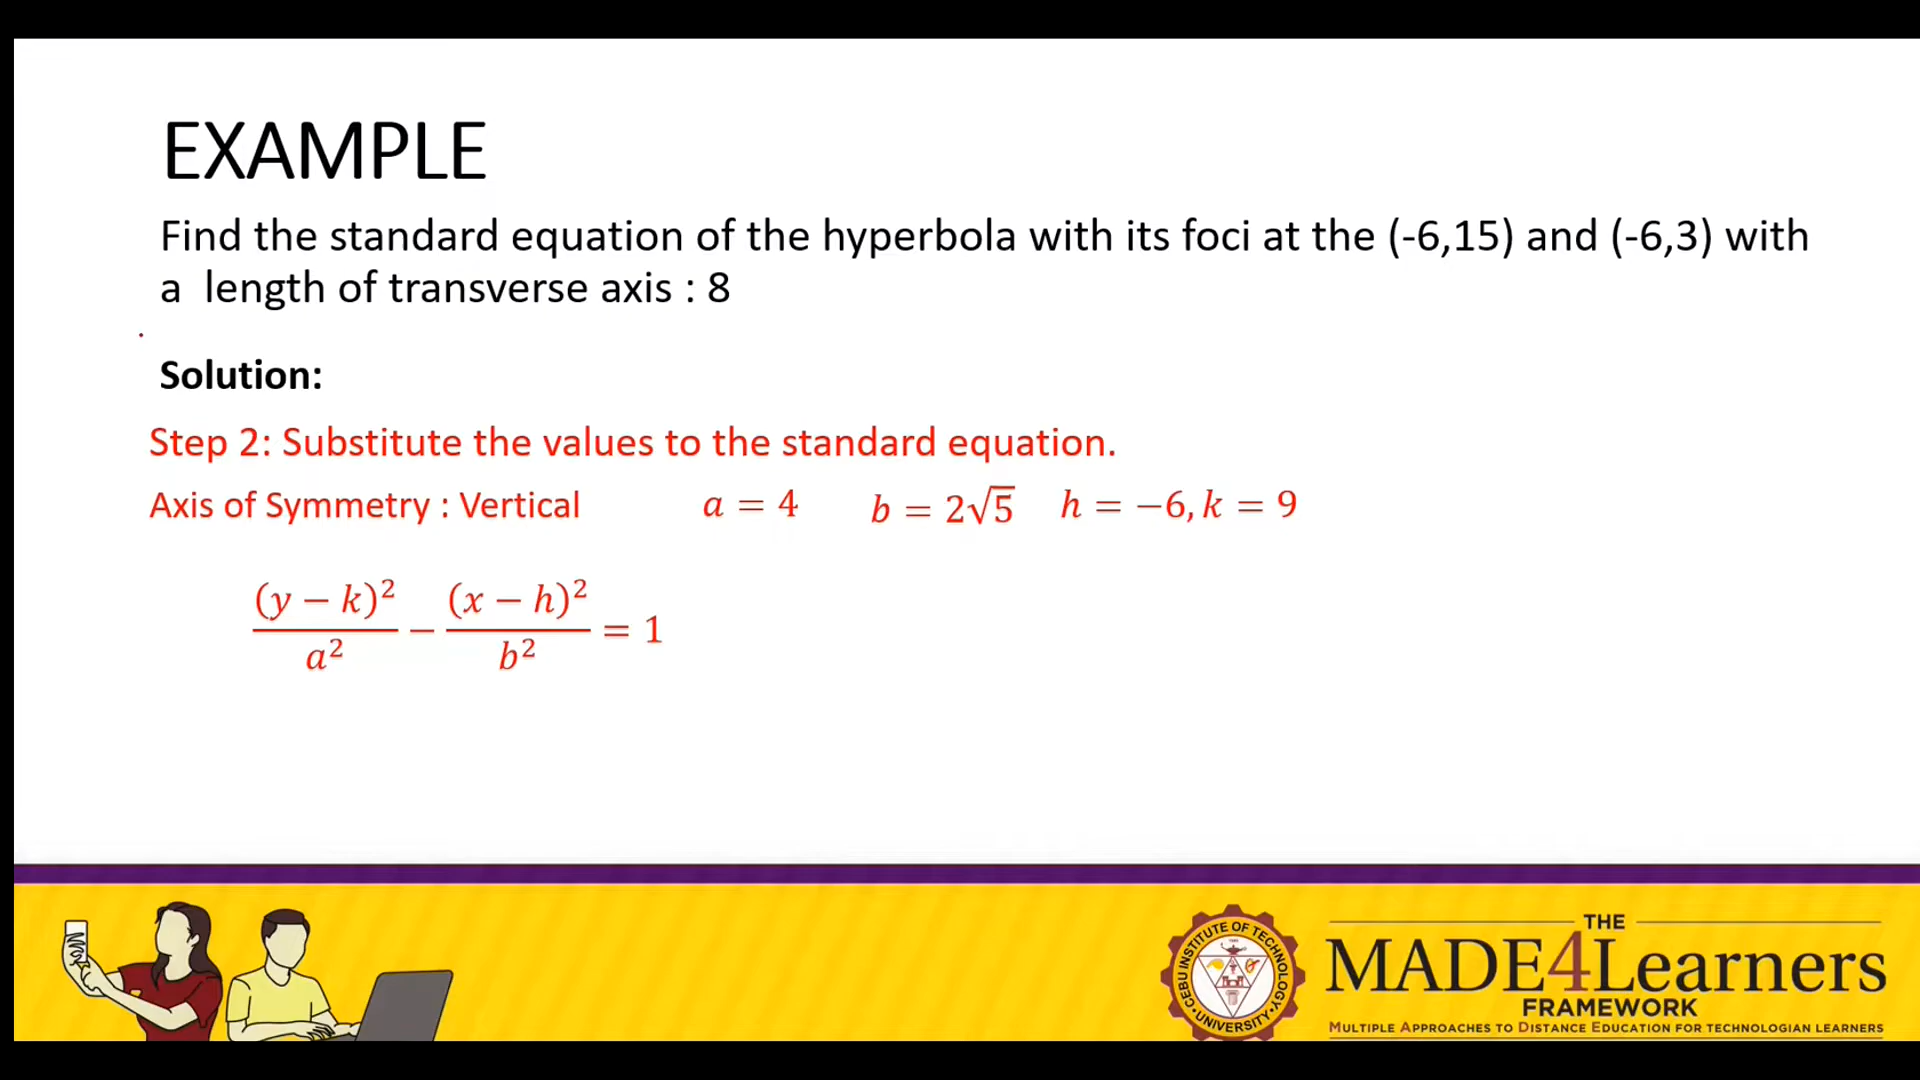 EXAMPLE
Find the standard equation of the hyperbola with its foci at the (-6,15) and (-6,3) with
a length of transverse axis : 8
Solution:
Step 2: Substitute the values to the standard equation.
Axis of Symmetry : Vertical a = 4 b = 2√5 h = −6, k = 9
(y − k)²/a² − (x − h)²/b² = 1
CEBU INSTITUTE OF TECHNOLOGY
UNIVERSITY
THE
MADE4Learners
FRAMEWORK
MULTIPLE APPROACHES TO DISTANCE EDUCATION FOR TECHNOLOGIAN LEARNERS